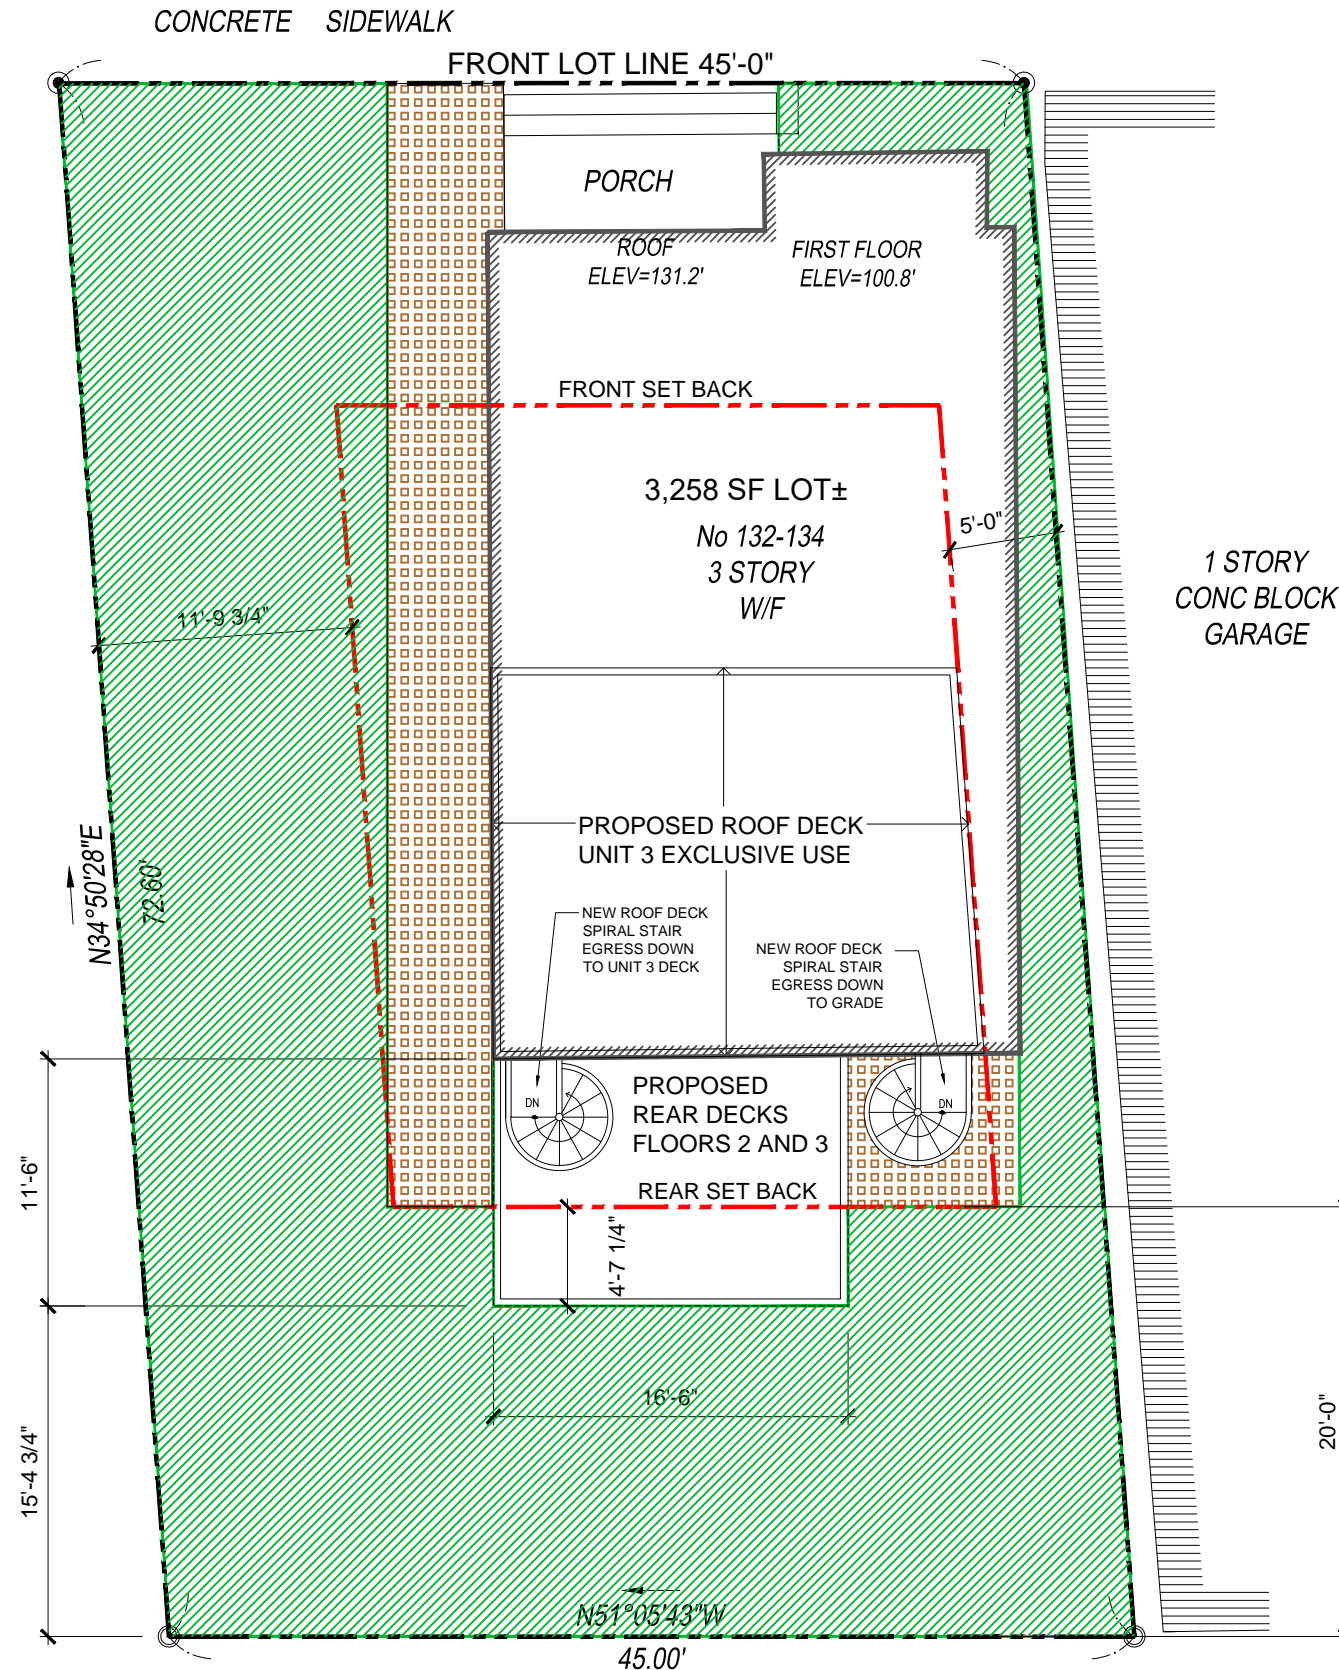 CONCRETE SIDEWALK
FRONT LOT LINE 45'-0"
PORCH
ROOF
ELEV=131.2'
FIRST FLOOR
ELEV=100.8'
FRONT SET BACK
3,258 SF LOT±
No 132-134
3 STORY
W/F
5'-0"
1 STORY
CONC BLOCK
GARAGE
11'-9 3/4"
N34°50'28"E
72.60'
PROPOSED ROOF DECK
UNIT 3 EXCLUSIVE USE
NEW ROOF DECK
SPIRAL STAIR
EGRESS DOWN
TO UNIT 3 DECK
NEW ROOF DECK
SPIRAL STAIR
EGRESS DOWN
TO GRADE
DN
PROPOSED
REAR DECKS
FLOORS 2 AND 3
DN
REAR SET BACK
11'-6"
4'-7 1/4"
16'-6"
15'-4 3/4"
20'-0"
N51°05'43"W
45.00'